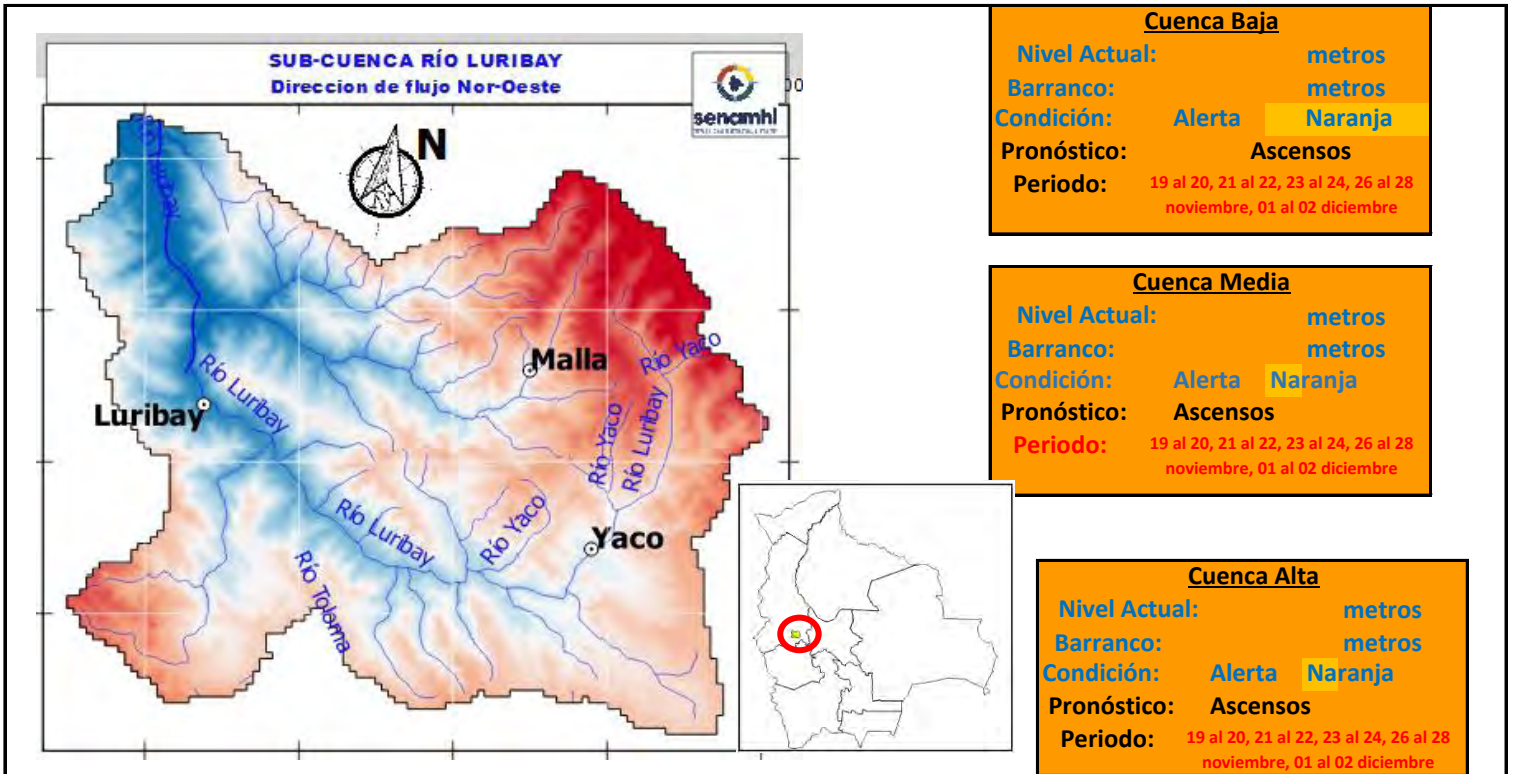 SUB-CUENCA RÍO LURIBAY
Direccion de flujo Nor-Oeste
senamhi
00
N
Río Luribay
Malla
Río Yaco
Río Luribay
Luribay
Río Yaco
Río Luribay
Río Luribay
Río Yaco
Yaco
Río Toloma
Cuenca Baja
Nivel Actual: metros
Barranco: metros
Condición: Alerta Naranja
Pronóstico: Ascensos
Periodo: 19 al 20, 21 al 22, 23 al 24, 26 al 28
noviembre, 01 al 02 diciembre
Cuenca Media
Nivel Actual: metros
Barranco: metros
Condición: Alerta Naranja
Pronóstico: Ascensos
Periodo: 19 al 20, 21 al 22, 23 al 24, 26 al 28
noviembre, 01 al 02 diciembre
Cuenca Alta
Nivel Actual: metros
Barranco: metros
Condición: Alerta Naranja
Pronóstico: Ascensos
Periodo: 19 al 20, 21 al 22, 23 al 24, 26 al 28
noviembre, 01 al 02 diciembre